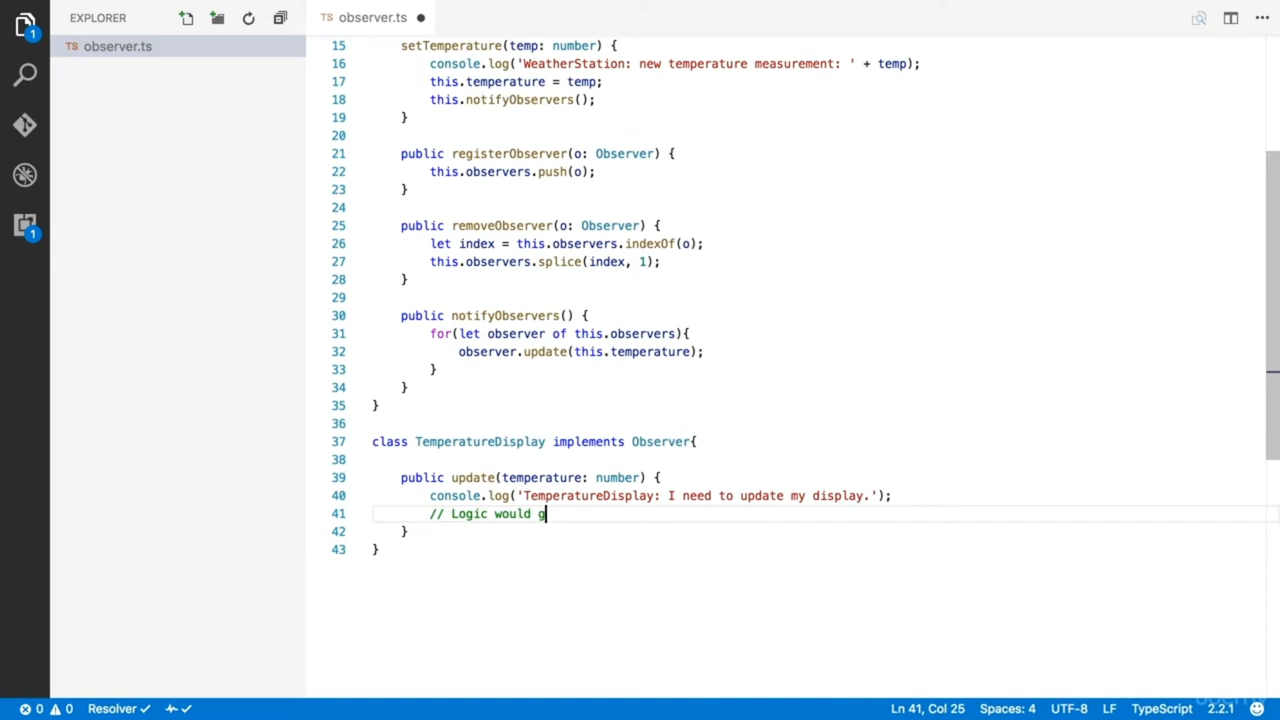 EXPLORER
TS observer.ts
1
1
TS observer.ts
15 setTemperature(temp: number) {
16 console.log('WeatherStation: new temperature measurement: ' + temp);
17 this.temperature = temp;
18 this.notifyObservers();
19 }
20
21 public registerObserver(o: Observer) {
22 this.observers.push(o);
23 }
24
25 public removeObserver(o: Observer) {
26 let index = this.observers.indexOf(o);
27 this.observers.splice(index, 1);
28 }
29
30 public notifyObservers() {
31 for(let observer of this.observers){
32 observer.update(this.temperature);
33 }
34 }
35 }
36
37 class TemperatureDisplay implements Observer{
38
39 public update(temperature: number) {
40 console.log('TemperatureDisplay: I need to update my display.');
41 // Logic would g
42 }
43 }
0 0 Resolver Ln 41, Col 25 Spaces: 4 UTF-8 LF TypeScript 2.2.1